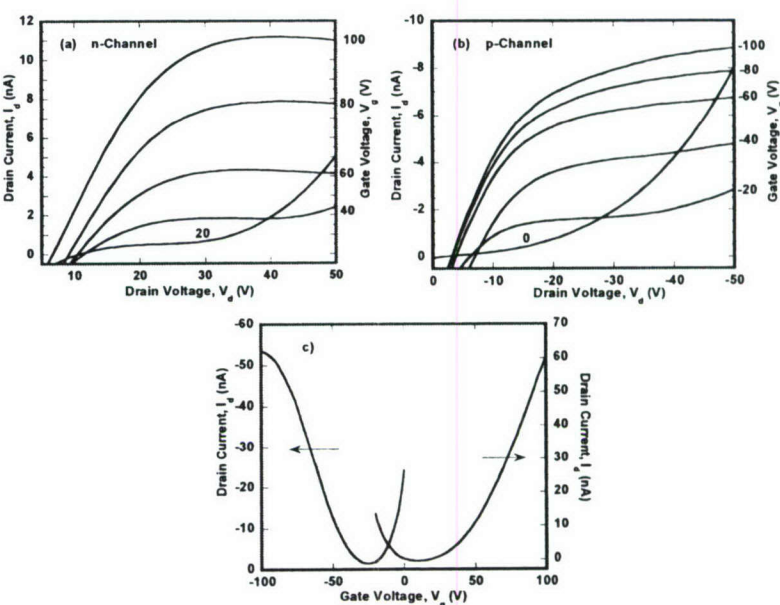 (a) n-Channel
12
10
8
6
4
2
0
Drain Current, I_d (nA)
100
80
60
40
20
Gate Voltage, V_g (V)
10 20 30 40 50
Drain Voltage, V_d (V)
(b) p-Channel
-10
-8
-6
-4
-2
0
Drain Current, I_d (nA)
-100
-80
-60
-40
-20
0
Gate Voltage, V_g (V)
0 -10 -20 -30 -40 -50
Drain Voltage, V_d (V)
c)
-60
-50
-40
-30
-20
-10
0
Drain Current, I_d (nA)
70
60
50
40
30
20
10
0
Drain Current, I (nA)
-100 -50 0 50 100
Gate Voltage, V_g (V)